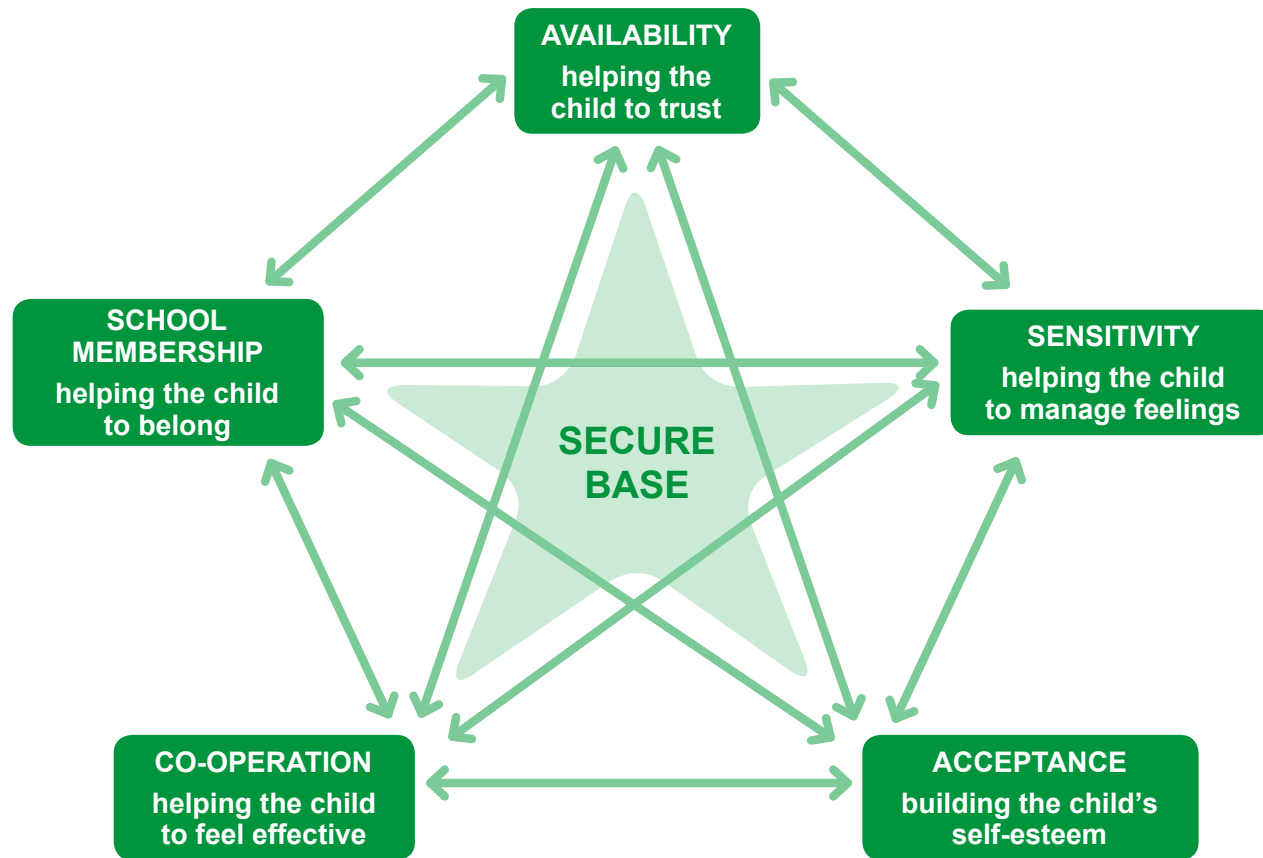 AVAILABILITY
helping the
child to trust
SCHOOL
MEMBERSHIP
helping the child
to belong
SENSITIVITY
helping the child
to manage feelings
SECURE
BASE
CO-OPERATION
helping the child
to feel effective
ACCEPTANCE
building the child’s
self-esteem